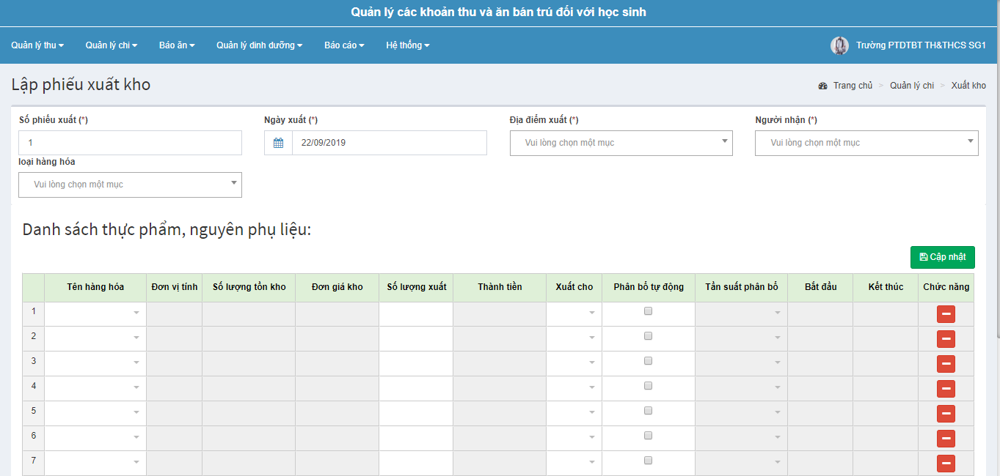 Quản lý các khoản thu và ăn bán trú đối với học sinh
Quản lý thu Quản lý chi Báo ăn Quản lý dinh dưỡng Báo cáo Hệ thống Trường PTDTBT TH&THCS SG1
Lập phiếu xuất kho
Trang chủ > Quản lý chi > Xuất kho
Số phiếu xuất (*) Ngày xuất (*) Địa điểm xuất (*) Người nhận (*)
1 22/09/2019 Vui lòng chọn một mục Vui lòng chọn một mục
loại hàng hóa
Vui lòng chọn một mục
Danh sách thực phẩm, nguyên phụ liệu:
Cập nhật
Tên hàng hóa Đơn vị tính Số lượng tồn kho Đơn giá kho Số lượng xuất Thành tiền Xuất cho Phân bổ tự động Tần suất phân bổ Bắt đầu Kết thúc Chức năng
1
2
3
4
5
6
7